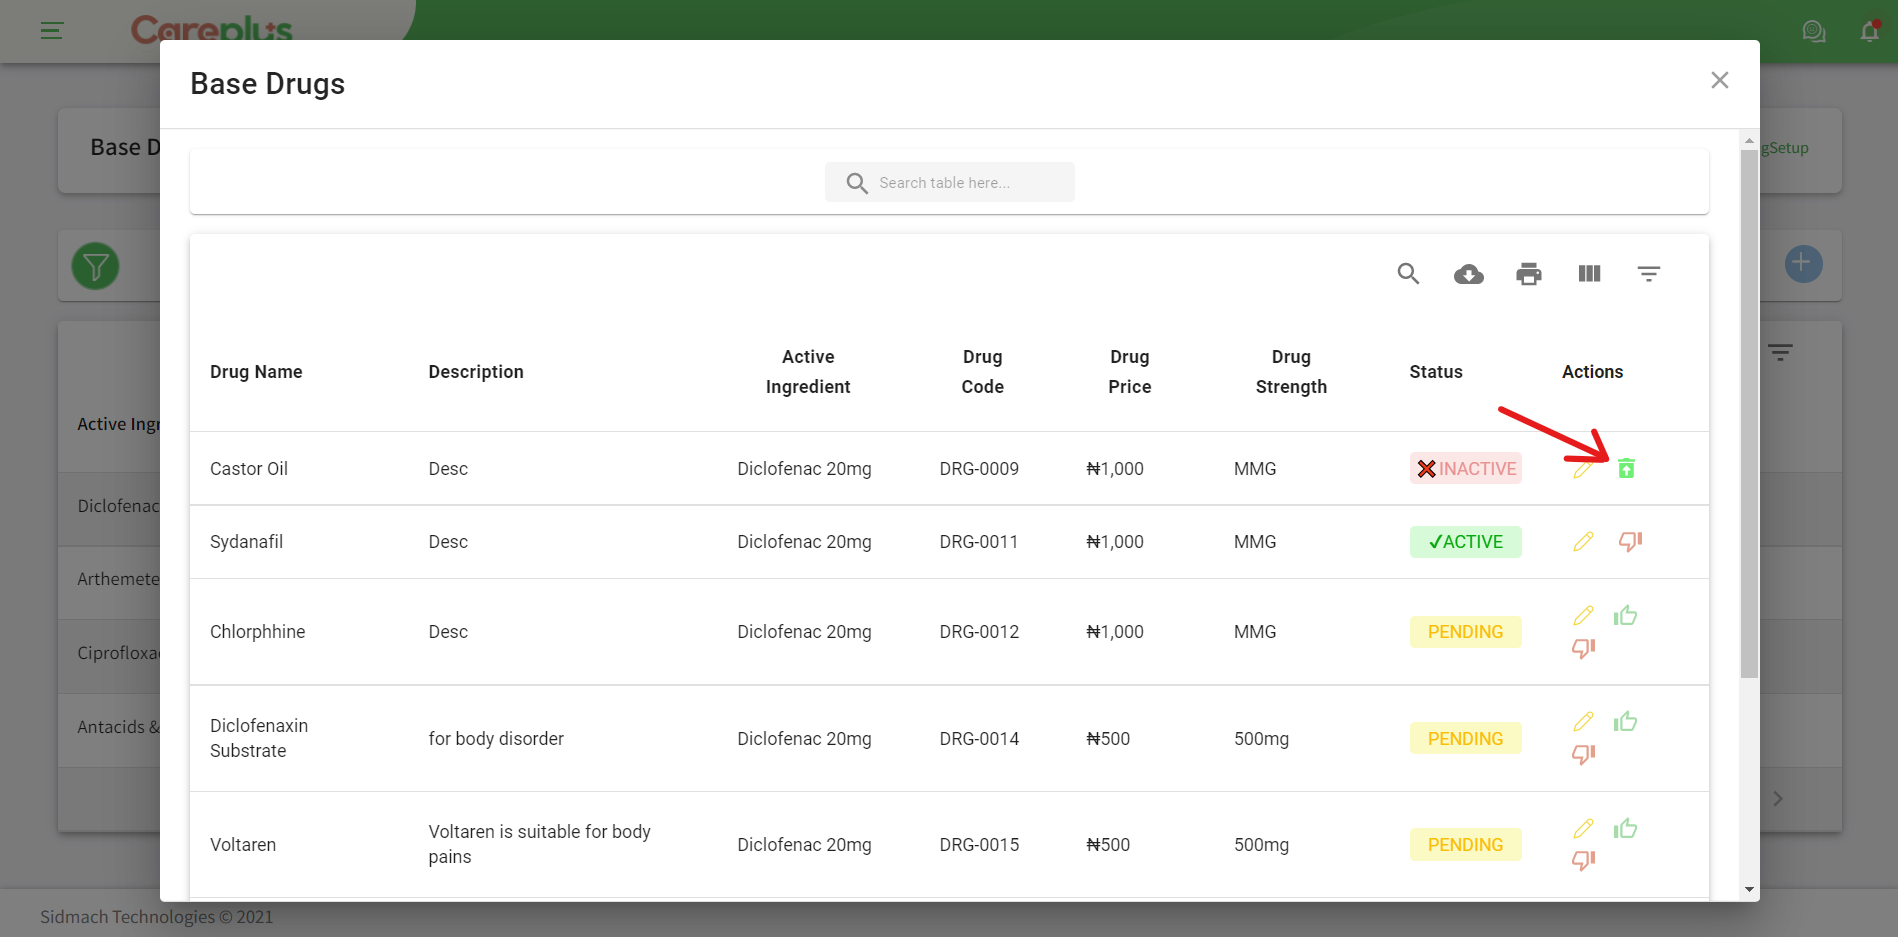 Careplus
Base Drugs
Base D
gSetup
Search table here...
Drug Name
Description
Active
Ingredient
Drug
Code
Drug
Price
Drug
Strength
Status
Actions
Active Ingr
Castor Oil
Desc
Diclofenac 20mg
DRG-0009
₦1,000
MMG
INACTIVE
Diclofenac
Sydanafil
Desc
Diclofenac 20mg
DRG-0011
₦1,000
MMG
ACTIVE
Arthemete
Chlorphhine
Desc
Diclofenac 20mg
DRG-0012
₦1,000
MMG
PENDING
Ciprofloxa
Diclofenaxin
Substrate
for body disorder
Diclofenac 20mg
DRG-0014
₦500
500mg
PENDING
Antacids &
Voltaren
Voltaren is suitable for body
pains
Diclofenac 20mg
DRG-0015
₦500
500mg
PENDING
Sidmach Technologies © 2021